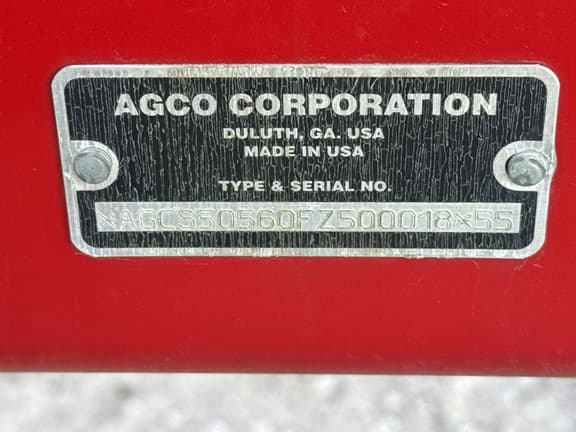 AGCO CORPORATION
DULUTH, GA. USA
MADE IN USA
TYPE & SERIAL NO.
*AGCS50560FZ500018*55